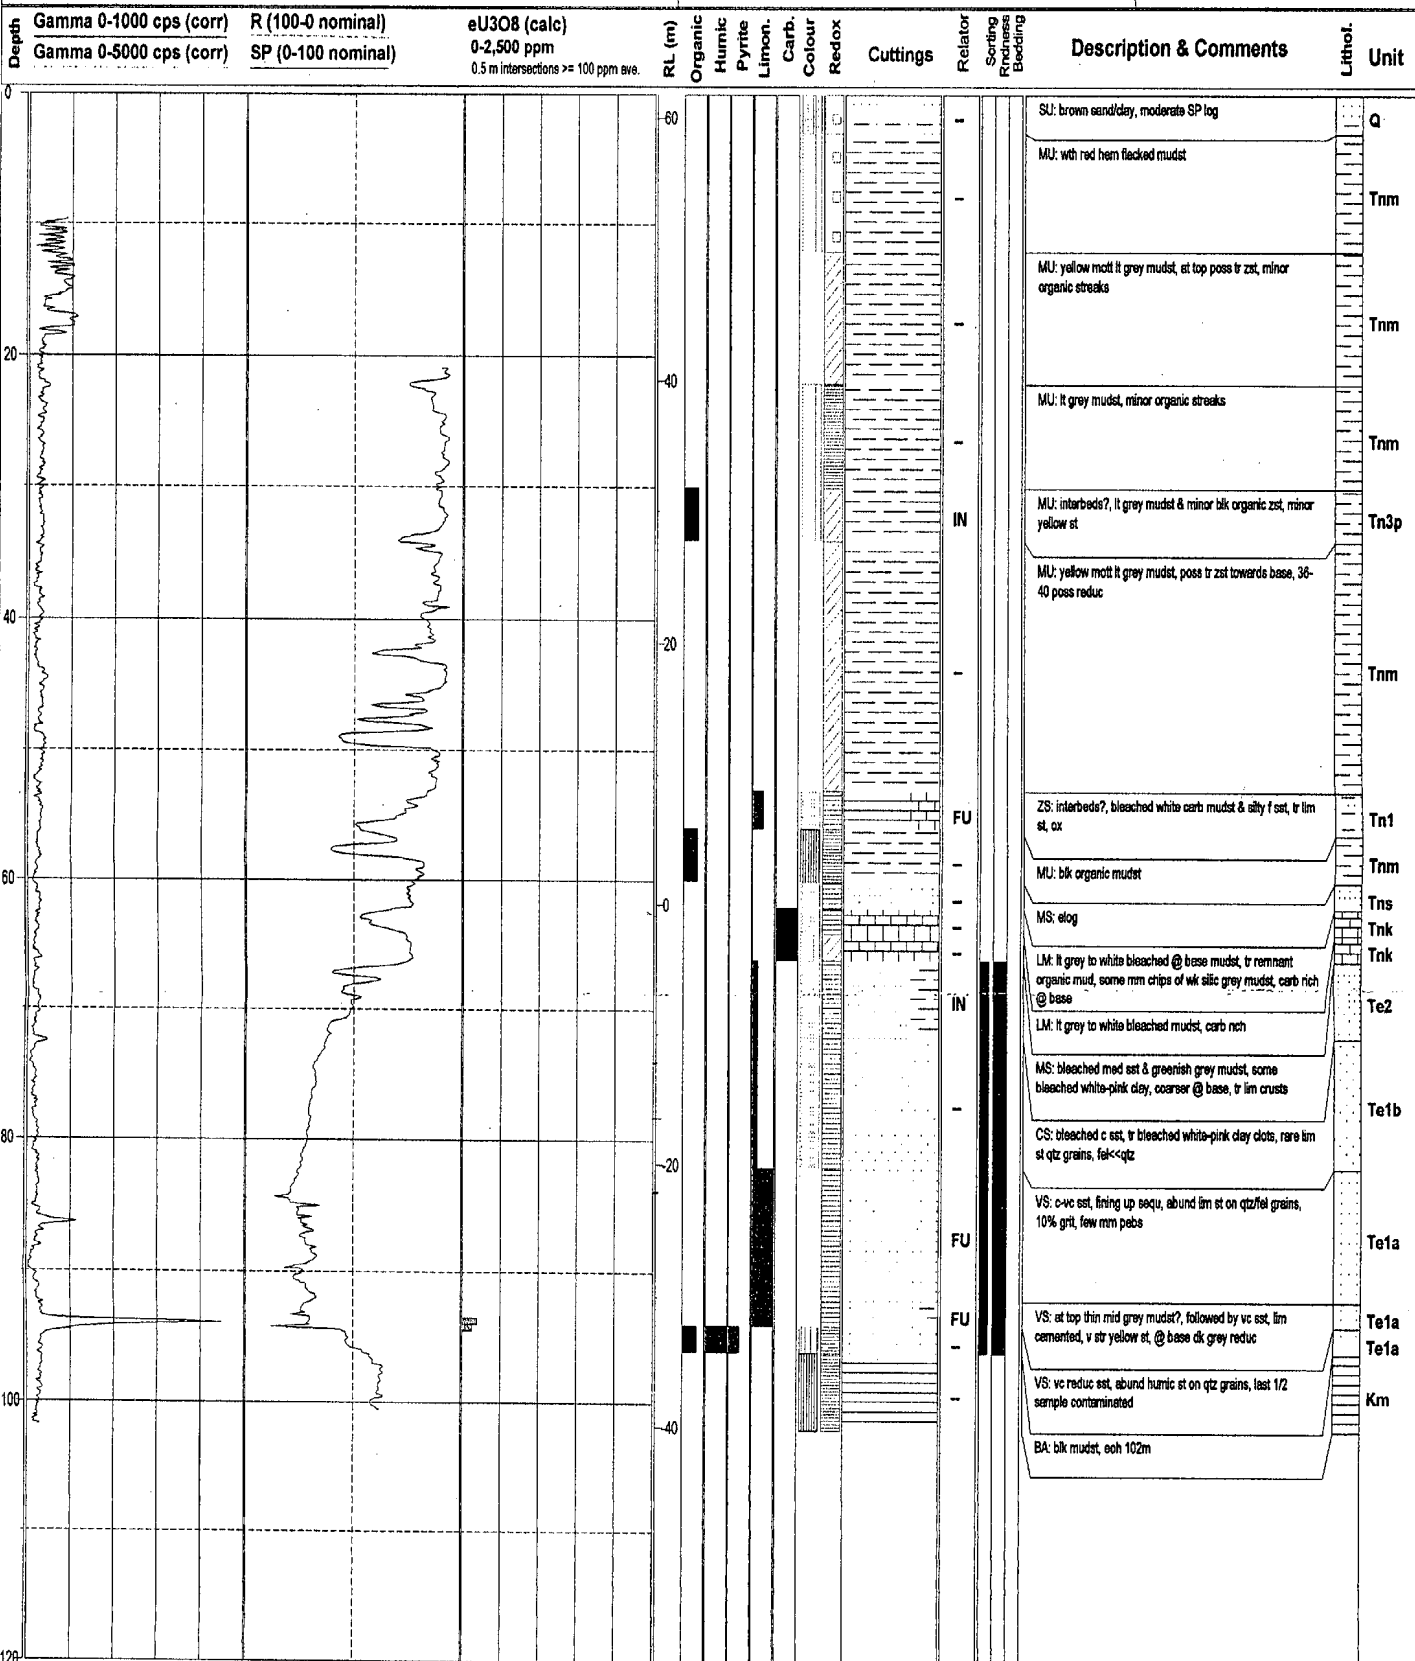 Depth
Gamma 0-1000 cps (corr)
Gamma 0-5000 cps (corr)
R (100-0 nominal)
SP (0-100 nominal)
eU3O8 (calc)
0-2,500 ppm
0.5 m intersections >= 100 ppm ave.
RL (m)
Organic
Humic
Pyrite
Limon.
Carb.
Colour
Redox
Cuttings
Relator
Sorting
Rndness
Bedding
Description & Comments
Lithol.
Unit
0
20
40
60
80
100
120
60
40
20
0
-20
-40
IN
FU
IN
FU
FU
SU: brown sand/clay, moderate SP log
MU: wth red hem flecked mudst
MU: yellow mott lt grey mudst, at top poss tr zst, minor
organic streaks
MU: lt grey mudst, minor organic streaks
MU: interbeds?, lt grey mudst & minor blk organic zst, minor
yellow st
MU: yellow mott lt grey mudst, poss tr zst towards base, 36-
40 poss reduc
ZS: interbeds?, bleached white carb mudst & silty f sst, tr lim
st, ox
MU: blk organic mudst
MS: elog
LM: lt grey to white bleached @ base mudst, tr remnant
organic mud, some mm chips of wk silic grey mudst, carb rich
@ base
LM: lt grey to white bleached mudst, carb rich
MS: bleached med sst & greenish grey mudst, some
bleached white-pink clay, coarser @ base, tr lim crusts
CS: bleached c sst, tr bleached white-pink clay clots, rare lim
st qtz grains, fel<<qtz
VS: c-vc sst, fining up sequ, abund lim st on qtz/fel grains,
10% grit, few mm pebs
VS: at top thin mid grey mudst?, followed by vc sst, lim
cemented, v str yellow st, @ base dk grey reduc
VS: vc reduc sst, abund humic st on qtz grains, last 1/2
sample contaminated
BA: blk mudst, eoh 102m
Q
Tnm
Tnm
Tnm
Tn3p
Tnm
Tn1
Tnm
Tns
Tnk
Tnk
Te2
Te1b
Te1a
Te1a
Te1a
Km